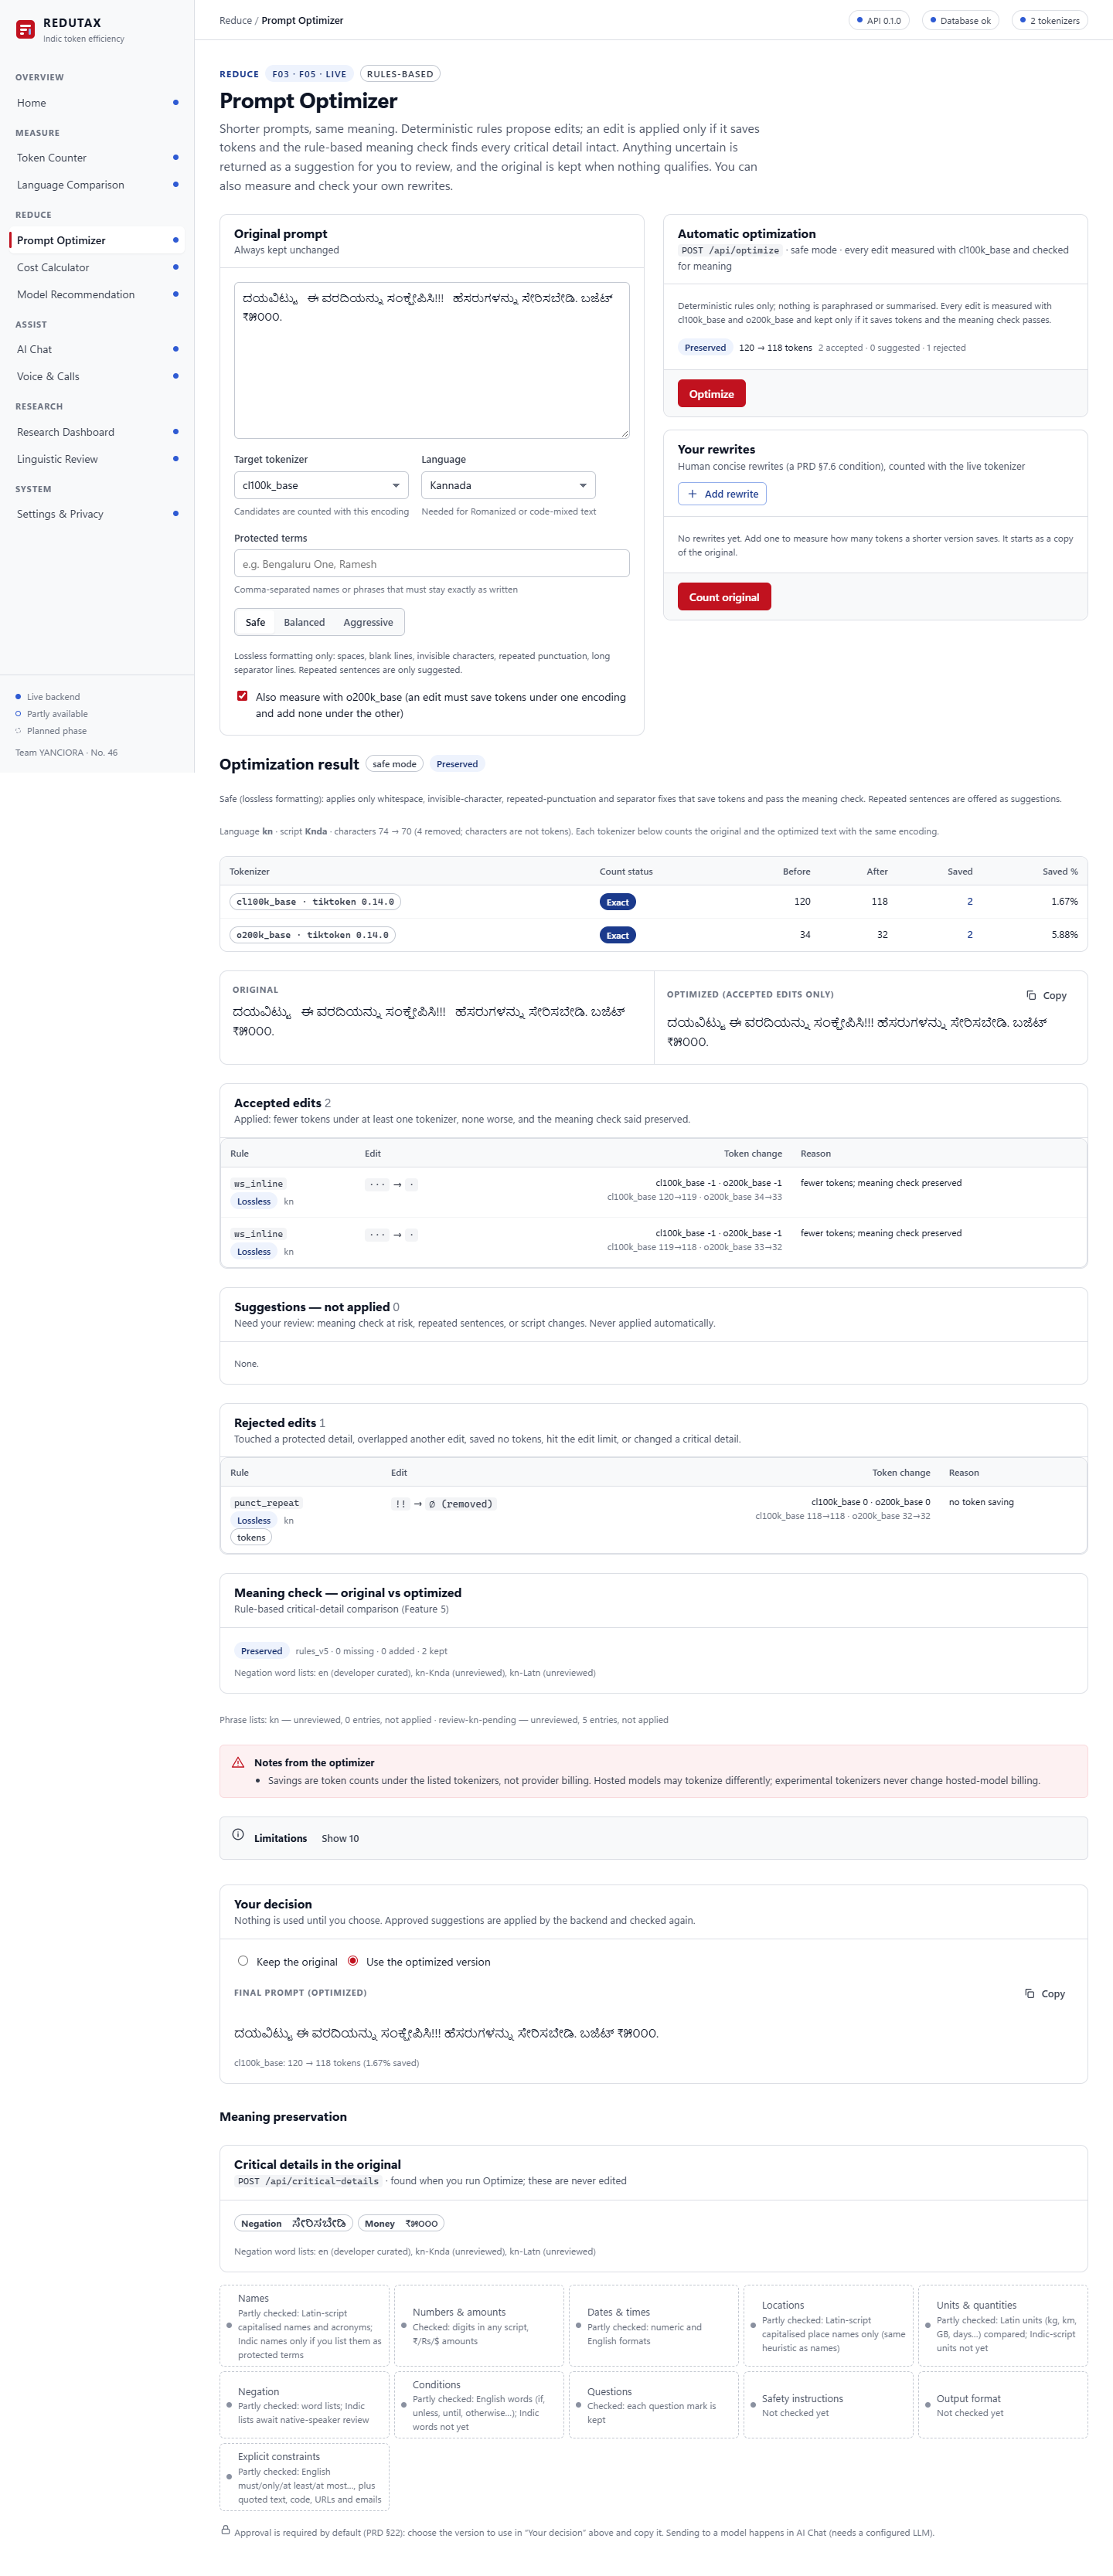 REDUTAX
Indic token efficiency
OVERVIEW
Home
MEASURE
Token Counter
Language Comparison
REDUCE
Prompt Optimizer
Cost Calculator
Model Recommendation
ASSIST
AI Chat
Voice & Calls
RESEARCH
Research Dashboard
Linguistic Review
SYSTEM
Settings & Privacy
Live backend
Partly available
Planned phase
Team YANCIORA · No. 46
Reduce / Prompt Optimizer
API 0.1.0
Database ok
2 tokenizers
REDUCE F03 · F05 · LIVE RULES-BASED
Prompt Optimizer
Shorter prompts, same meaning. Deterministic rules propose edits; an edit is applied only if it saves
tokens and the rule-based meaning check finds every critical detail intact. Anything uncertain is
returned as a suggestion for you to review, and the original is kept when nothing qualifies. You can
also measure and check your own rewrites.
Original prompt
Always kept unchanged
ದಯವಿಟ್ಟು   ಈ ವರದಿಯನ್ನು ಸಂಕ್ಷೇಪಿಸಿ!!!   ಹೆಸರುಗಳನ್ನು ಸೇರಿಸಬೇಡಿ. ಬಜೆಟ್
₹೫೦೦೦.
Target tokenizer
cl100k_base
Candidates are counted with this encoding
Language
Kannada
Needed for Romanized or code-mixed text
Protected terms
e.g. Bengaluru One, Ramesh
Comma-separated names or phrases that must stay exactly as written
Safe Balanced Aggressive
Lossless formatting only: spaces, blank lines, invisible characters, repeated punctuation, long
separator lines. Repeated sentences are only suggested.
Also measure with o200k_base (an edit must save tokens under one encoding
and add none under the other)
Automatic optimization
POST /api/optimize · safe mode · every edit measured with cl100k_base and checked
for meaning
Deterministic rules only; nothing is paraphrased or summarised. Every edit is measured with
cl100k_base and o200k_base and kept only if it saves tokens and the meaning check passes.
Preserved 120 → 118 tokens 2 accepted · 0 suggested · 1 rejected
Optimize
Your rewrites
Human concise rewrites (a PRD §7.6 condition), counted with the live tokenizer
Add rewrite
No rewrites yet. Add one to measure how many tokens a shorter version saves. It starts as a copy
of the original.
Count original
Optimization result safe mode Preserved
Safe (lossless formatting): applies only whitespace, invisible-character, repeated-punctuation and separator fixes that save tokens and pass the meaning check. Repeated sentences are offered as suggestions.
Language kn · script Knda · characters 74 → 70 (4 removed; characters are not tokens). Each tokenizer below counts the original and the optimized text with the same encoding.
Tokenizer Count status Before After Saved Saved %
cl100k_base · tiktoken 0.14.0 Exact 120 118 2 1.67%
o200k_base · tiktoken 0.14.0 Exact 34 32 2 5.88%
ORIGINAL
ದಯವಿಟ್ಟು   ಈ ವರದಿಯನ್ನು ಸಂಕ್ಷೇಪಿಸಿ!!!   ಹೆಸರುಗಳನ್ನು ಸೇರಿಸಬೇಡಿ. ಬಜೆಟ್
₹೫೦೦೦.
OPTIMIZED (ACCEPTED EDITS ONLY) Copy
ದಯವಿಟ್ಟು ಈ ವರದಿಯನ್ನು ಸಂಕ್ಷೇಪಿಸಿ!!! ಹೆಸರುಗಳನ್ನು ಸೇರಿಸಬೇಡಿ. ಬಜೆಟ್
₹೫೦೦೦.
Accepted edits 2
Applied: fewer tokens under at least one tokenizer, none worse, and the meaning check said preserved.
Rule Edit Token change Reason
ws_inline ··· → · cl100k_base -1 · o200k_base -1 fewer tokens; meaning check preserved
Lossless kn cl100k_base 120→119 · o200k_base 34→33
ws_inline ··· → · cl100k_base -1 · o200k_base -1 fewer tokens; meaning check preserved
Lossless kn cl100k_base 119→118 · o200k_base 33→32
Suggestions — not applied 0
Need your review: meaning check at risk, repeated sentences, or script changes. Never applied automatically.
None.
Rejected edits 1
Touched a protected detail, overlapped another edit, saved no tokens, hit the edit limit, or changed a critical detail.
Rule Edit Token change Reason
punct_repeat !! → ∅ (removed) cl100k_base 0 · o200k_base 0 no token saving
Lossless kn cl100k_base 118→118 · o200k_base 32→32
tokens
Meaning check — original vs optimized
Rule-based critical-detail comparison (Feature 5)
Preserved rules_v5 · 0 missing · 0 added · 2 kept
Negation word lists: en (developer curated), kn-Knda (unreviewed), kn-Latn (unreviewed)
Phrase lists: kn — unreviewed, 0 entries, not applied · review-kn-pending — unreviewed, 5 entries, not applied
Notes from the optimizer
• Savings are token counts under the listed tokenizers, not provider billing. Hosted models may tokenize differently; experimental tokenizers never change hosted-model billing.
Limitations Show 10
Your decision
Nothing is used until you choose. Approved suggestions are applied by the backend and checked again.
Keep the original Use the optimized version
FINAL PROMPT (OPTIMIZED) Copy
ದಯವಿಟ್ಟು ಈ ವರದಿಯನ್ನು ಸಂಕ್ಷೇಪಿಸಿ!!! ಹೆಸರುಗಳನ್ನು ಸೇರಿಸಬೇಡಿ. ಬಜೆಟ್ ₹೫೦೦೦.
cl100k_base: 120 → 118 tokens (1.67% saved)
Meaning preservation
Critical details in the original
POST /api/critical-details · found when you run Optimize; these are never edited
Negation ಸೇರಿಸಬೇಡಿ Money ₹೫೦೦೦
Negation word lists: en (developer curated), kn-Knda (unreviewed), kn-Latn (unreviewed)
Names
Partly checked: Latin-script
capitalised names and acronyms;
Indic names only if you list them as
protected terms
Numbers & amounts
Checked: digits in any script,
₹/Rs/$ amounts
Dates & times
Partly checked: numeric and
English formats
Locations
Partly checked: Latin-script
capitalised place names only (same
heuristic as names)
Units & quantities
Partly checked: Latin units (kg, km,
GB, days...) compared; Indic-script
units not yet
Negation
Partly checked: word lists; Indic
lists await native-speaker review
Conditions
Partly checked: English words (if,
unless, until, otherwise...); Indic
words not yet
Questions
Checked: each question mark is
kept
Safety instructions
Not checked yet
Output format
Not checked yet
Explicit constraints
Partly checked: English
must/only/at least/at most..., plus
quoted text, code, URLs and emails
Approval is required by default (PRD §22): choose the version to use in "Your decision" above and copy it. Sending to a model happens in AI Chat (needs a configured LLM).